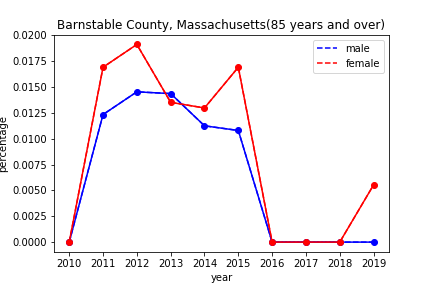 Barnstable County, Massachusetts(85 years and over)
0.0200
0.0175
0.0150
0.0125
0.0100
0.0075
0.0050
0.0025
0.0000
percentage
male
female
2010 2011 2012 2013 2014 2015 2016 2017 2018 2019
year